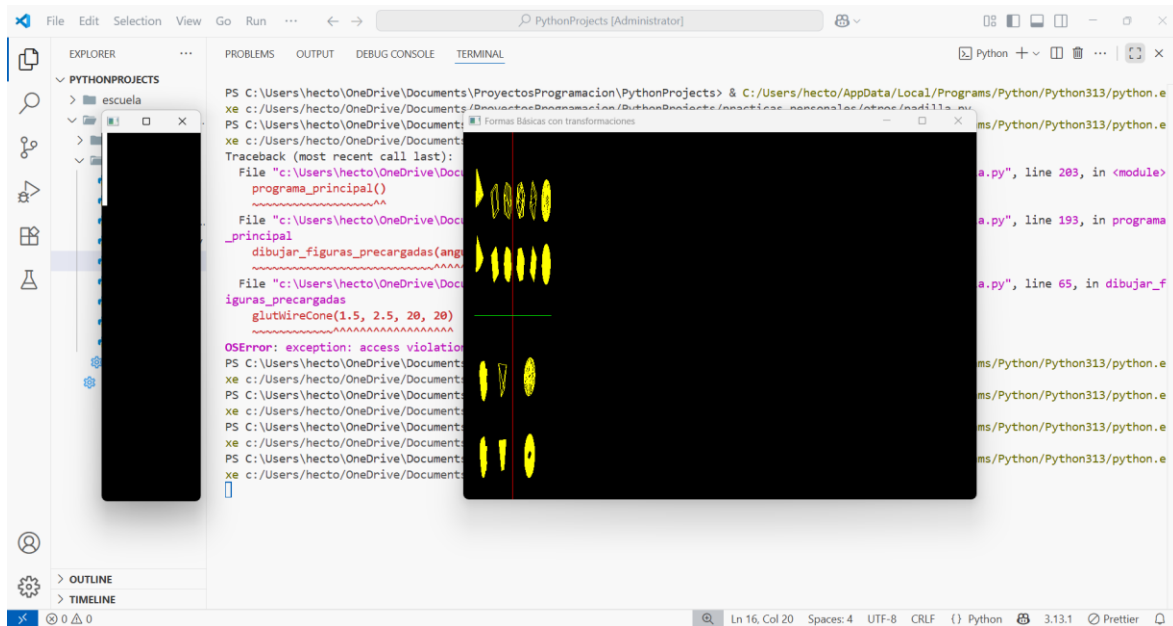 File Edit Selection View Go Run ··· PythonProjects [Administrator]
EXPLORER ···
PYTHONPROJECTS
escuela
PROBLEMS OUTPUT DEBUG CONSOLE TERMINAL Python ···
PS C:\Users\hecto\OneDrive\Documents\ProyectosProgramacion\PythonProjects> & C:/Users/hecto/AppData/Local/Programs/Python/Python313/python.e
xe c:/Users/hecto/OneDrive/Documents/ProyectosProgramacion/PythonProjects/practicas_personales/otros/padilla.py
PS C:\Users\hecto\OneDrive\Documents ms/Python/Python313/python.e
xe c:/Users/hecto/OneDrive/Documents
Traceback (most recent call last):
File "c:\Users\hecto\OneDrive\Docu a.py", line 203, in <module>
programa_principal()
~~~~~~~~~~~~~~~~~~^^
File "c:\Users\hecto\OneDrive\Docu a.py", line 193, in programa
_principal
dibujar_figuras_precargadas(angu
File "c:\Users\hecto\OneDrive\Docu a.py", line 65, in dibujar_f
iguras_precargadas
glutWireCone(1.5, 2.5, 20, 20)
~~~~~~~~~~~~^^^^^^^^^^^^^^^^^^
OSError: exception: access violation
PS C:\Users\hecto\OneDrive\Documents ms/Python/Python313/python.e
xe c:/Users/hecto/OneDrive/Documents
PS C:\Users\hecto\OneDrive\Documents ms/Python/Python313/python.e
xe c:/Users/hecto/OneDrive/Documents
PS C:\Users\hecto\OneDrive\Documents ms/Python/Python313/python.e
xe c:/Users/hecto/OneDrive/Documents
PS C:\Users\hecto\OneDrive\Documents ms/Python/Python313/python.e
xe c:/Users/hecto/OneDrive/Documents
Formas Básicas con transformaciones
OUTLINE
TIMELINE
0 0 Ln 16, Col 20 Spaces: 4 UTF-8 CRLF {} Python 3.13.1 Prettier